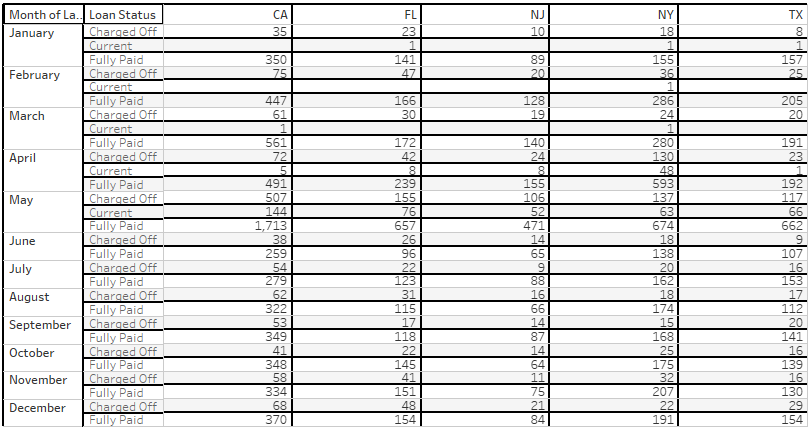 Month of La.. Loan Status CA FL NJ NY TX
January Charged Off 35 23 10 18 8
Current 1 1 1
Fully Paid 350 141 89 155 157
February Charged Off 75 47 20 36 25
Current 1
Fully Paid 447 166 128 286 205
March Charged Off 61 30 19 24 20
Current 1 1
Fully Paid 561 172 140 280 191
April Charged Off 72 42 24 130 23
Current 5 8 8 48 1
Fully Paid 491 239 155 593 192
May Charged Off 507 155 106 137 117
Current 144 76 52 63 66
Fully Paid 1,713 657 471 674 662
June Charged Off 38 26 14 18 9
Fully Paid 259 96 65 138 107
July Charged Off 54 22 9 20 16
Fully Paid 279 123 88 162 153
August Charged Off 62 31 16 18 17
Fully Paid 322 115 66 174 112
September Charged Off 53 17 14 15 20
Fully Paid 349 118 87 168 141
October Charged Off 41 22 14 25 16
Fully Paid 348 145 64 175 139
November Charged Off 58 41 11 32 16
Fully Paid 334 151 75 207 130
December Charged Off 68 48 21 22 29
Fully Paid 370 154 84 191 154